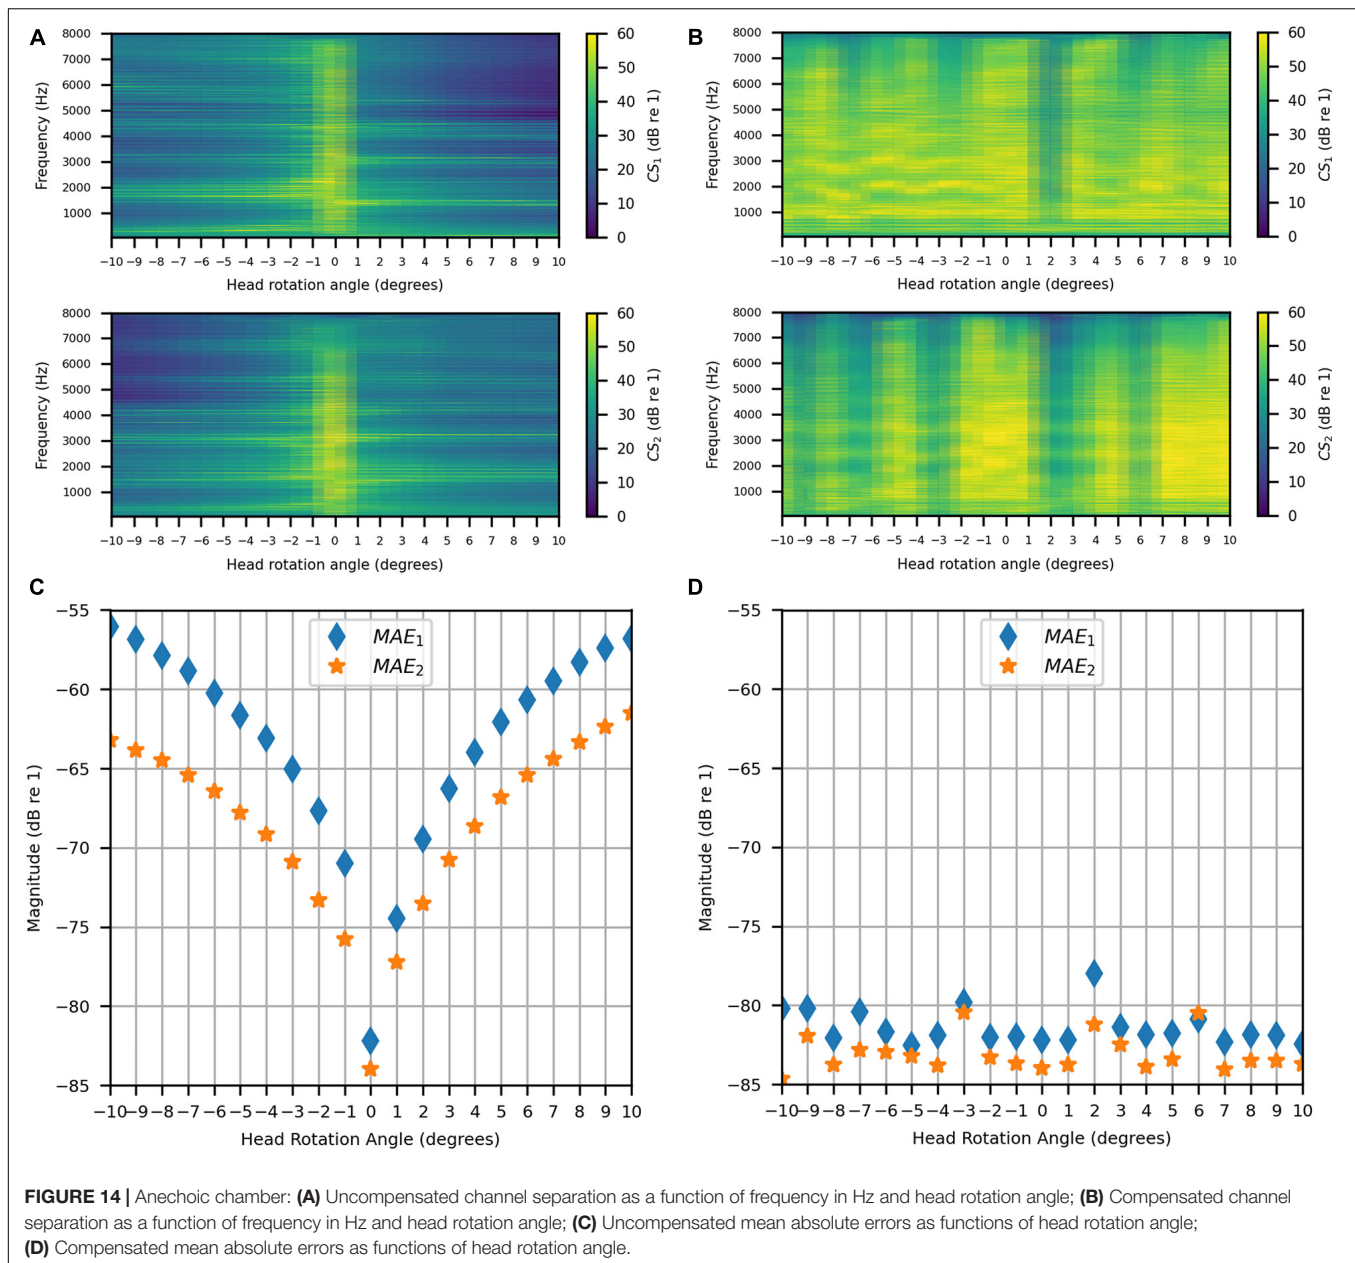 A
8000
7000
6000
5000
4000
3000
2000
1000
Frequency (Hz)
−10 −9 −8 −7 −6 −5 −4 −3 −2 −1 0 1 2 3 4 5 6 7 8 9 10
Head rotation angle (degrees)
60
50
40
30
20
10
0
CS1 (dB re 1)
B
8000
7000
6000
5000
4000
3000
2000
1000
Frequency (Hz)
−10 −9 −8 −7 −6 −5 −4 −3 −2 −1 0 1 2 3 4 5 6 7 8 9 10
Head rotation angle (degrees)
60
50
40
30
20
10
0
CS1 (dB re 1)
8000
7000
6000
5000
4000
3000
2000
1000
Frequency (Hz)
−10 −9 −8 −7 −6 −5 −4 −3 −2 −1 0 1 2 3 4 5 6 7 8 9 10
Head rotation angle (degrees)
60
50
40
30
20
10
0
CS2 (dB re 1)
8000
7000
6000
5000
4000
3000
2000
1000
Frequency (Hz)
−10 −9 −8 −7 −6 −5 −4 −3 −2 −1 0 1 2 3 4 5 6 7 8 9 10
Head rotation angle (degrees)
60
50
40
30
20
10
0
CS2 (dB re 1)
C
−55
−60
−65
−70
−75
−80
−85
Magnitude (dB re 1)
MAE1
MAE2
−10 −9 −8 −7 −6 −5 −4 −3 −2 −1 0 1 2 3 4 5 6 7 8 9 10
Head Rotation Angle (degrees)
D
−55
−60
−65
−70
−75
−80
−85
Magnitude (dB re 1)
MAE1
MAE2
−10 −9 −8 −7 −6 −5 −4 −3 −2 −1 0 1 2 3 4 5 6 7 8 9 10
Head Rotation Angle (degrees)
FIGURE 14 | Anechoic chamber: (A) Uncompensated channel separation as a function of frequency in Hz and head rotation angle; (B) Compensated channel
separation as a function of frequency in Hz and head rotation angle; (C) Uncompensated mean absolute errors as functions of head rotation angle;
(D) Compensated mean absolute errors as functions of head rotation angle.